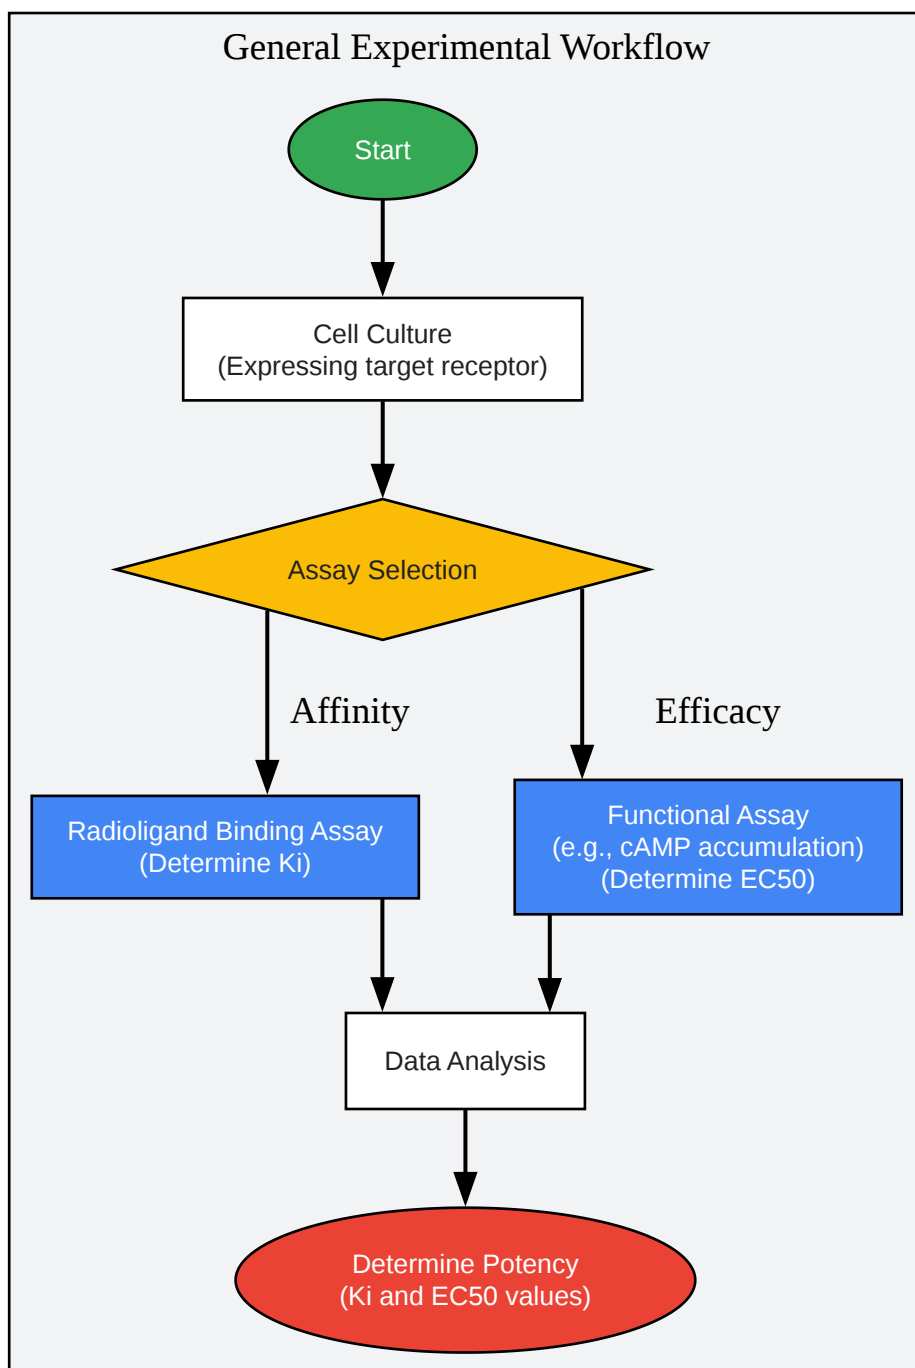 General Experimental Workflow
Start
Cell Culture
(Expressing target receptor)
Assay Selection
Affinity
Efficacy
Radioligand Binding Assay
(Determine Ki)
Functional Assay
(e.g., cAMP accumulation)
(Determine EC50)
Data Analysis
Determine Potency
(Ki and EC50 values)